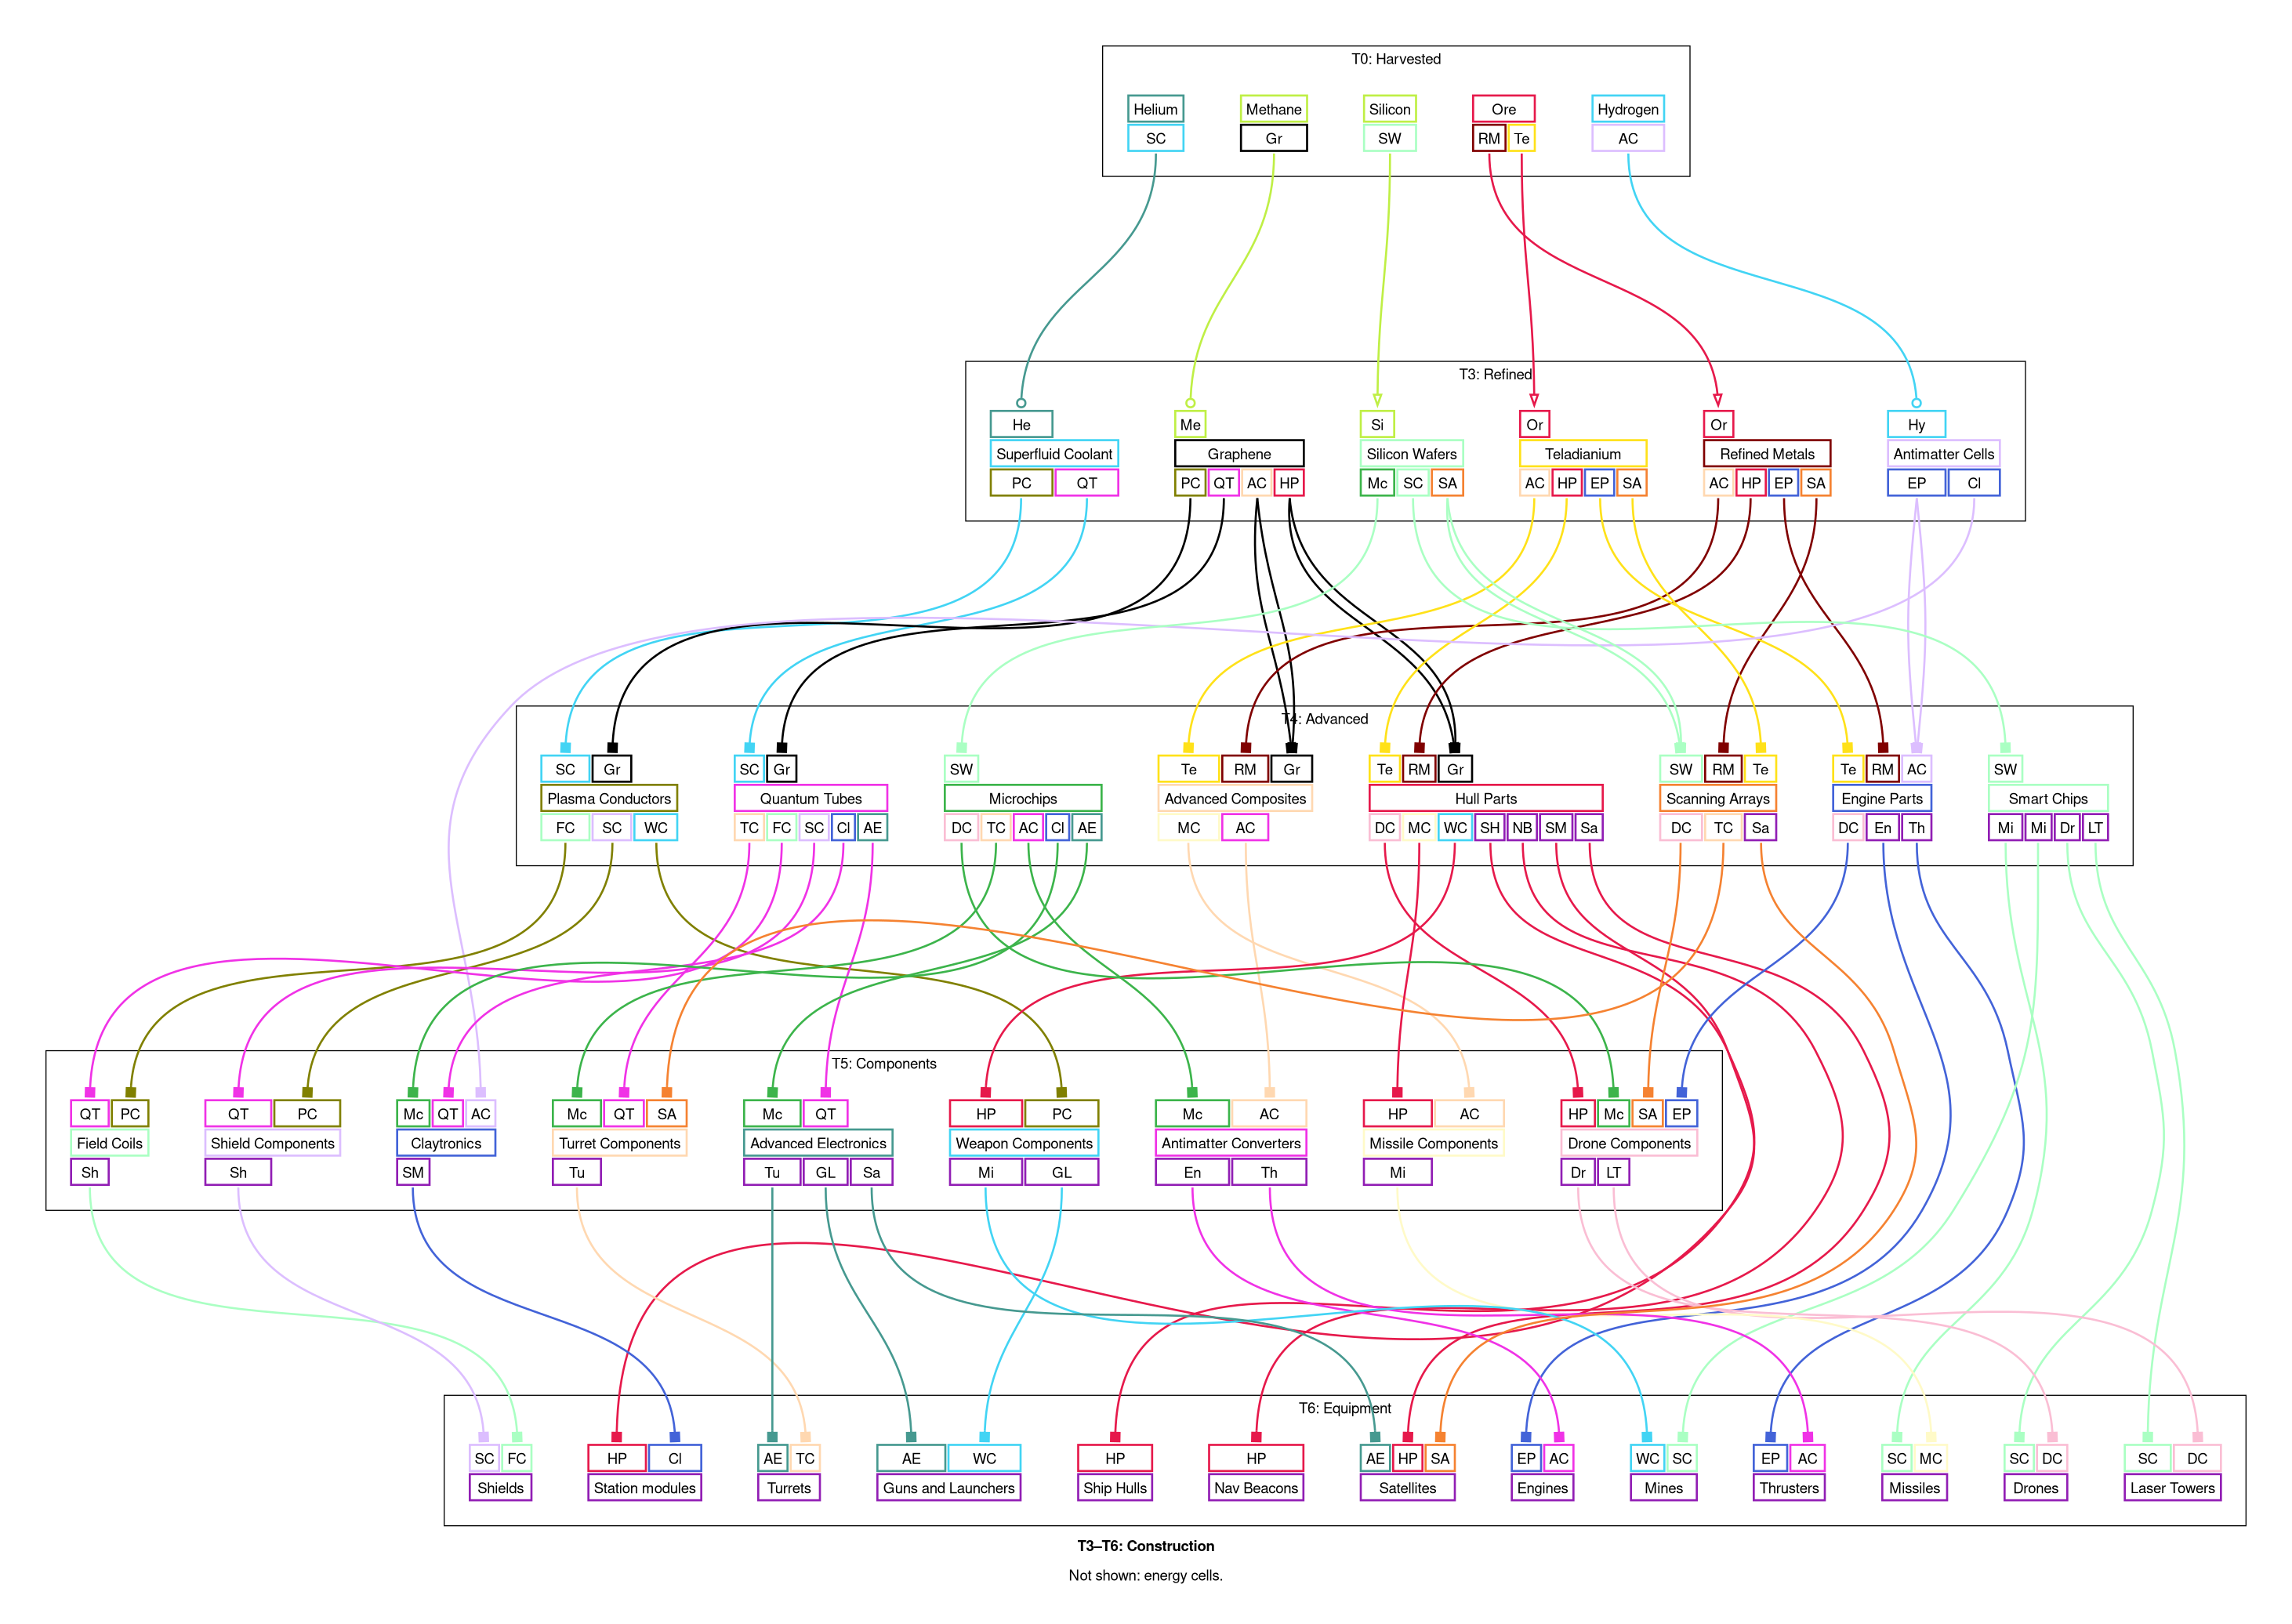 T0: Harvested
Helium Methane Silicon Ore Hydrogen
SC Gr SW RM Te AC
T3: Refined
He Me Si Or Or Hy
Superfluid Coolant Graphene Silicon Wafers Teladianium Refined Metals Antimatter Cells
PC QT PC QT AC HP Mc SC SA AC HP EP SA AC HP EP SA EP Cl
T4: Advanced
SC Gr SC Gr SW Te RM Gr Te RM Gr SW RM Te Te RM AC SW
Plasma Conductors Quantum Tubes Microchips Advanced Composites Hull Parts Scanning Arrays Engine Parts Smart Chips
FC SC WC TC FC SC Cl AE DC TC AC Cl AE MC AC DC MC WC SH NB SM Sa DC TC Sa DC En Th Mi Mi Dr LT
T5: Components
QT PC QT PC Mc QT AC Mc QT SA Mc QT HP PC Mc AC HP AC HP Mc SA EP
Field Coils Shield Components Claytronics Turret Components Advanced Electronics Weapon Components Antimatter Converters Missile Components Drone Components
Sh Sh SM Tu Tu GL Sa Mi GL En Th Mi Dr LT
T6: Equipment
SC FC HP Cl AE TC AE WC HP HP AE HP SA EP AC WC SC EP AC SC MC SC DC SC DC
Shields Station modules Turrets Guns and Launchers Ship Hulls Nav Beacons Satellites Engines Mines Thrusters Missiles Drones Laser Towers
T3–T6: Construction
Not shown: energy cells.